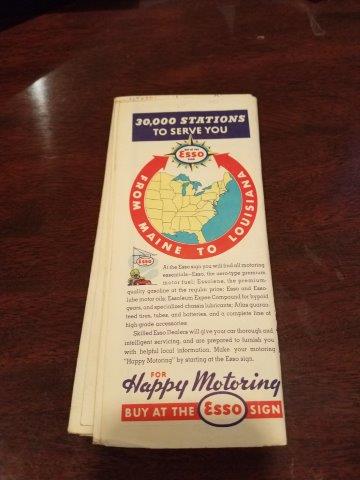 30,000 STATIONS
TO SERVE YOU
Esso
FROM MAINE TO LOUISIANA
Esso
At the Esso sign you will find all motoring
essentials—Esso, the aero-type premium
motor fuel; Essolene, the premium-
quality gasoline at the regular price; Esso and Esso-
lube motor oils; Essoleum Expee Compound for hypoid
gears, and specialized chassis lubricants; Atlas guaran-
teed tires, tubes, and batteries, and a complete line of
high grade accessories.
Skilled Esso Dealers will give your car thorough and
intelligent servicing, and are prepared to furnish you
with helpful local information. Make your motoring
"Happy Motoring" by starting at the Esso sign.
FOR
Happy Motoring
BUY AT THE Esso SIGN